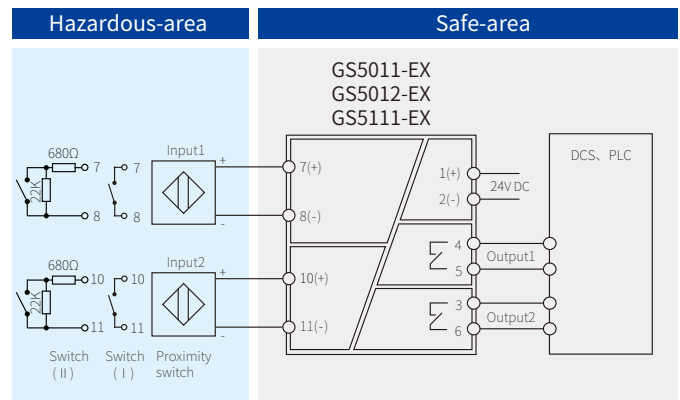 Hazardous-area
Safe-area
GS5011-EX
GS5012-EX
GS5111-EX
680Ω
22K
7
8
7
8
Input1
+
-
7(+)
8(-)
1(+)
2(-)
24V DC
4
5
Output1
DCS、PLC
680Ω
22K
10
11
10
11
Input2
+
-
10(+)
11(-)
3
6
Output2
Switch
( II )
Switch
( I )
Proximity
switch